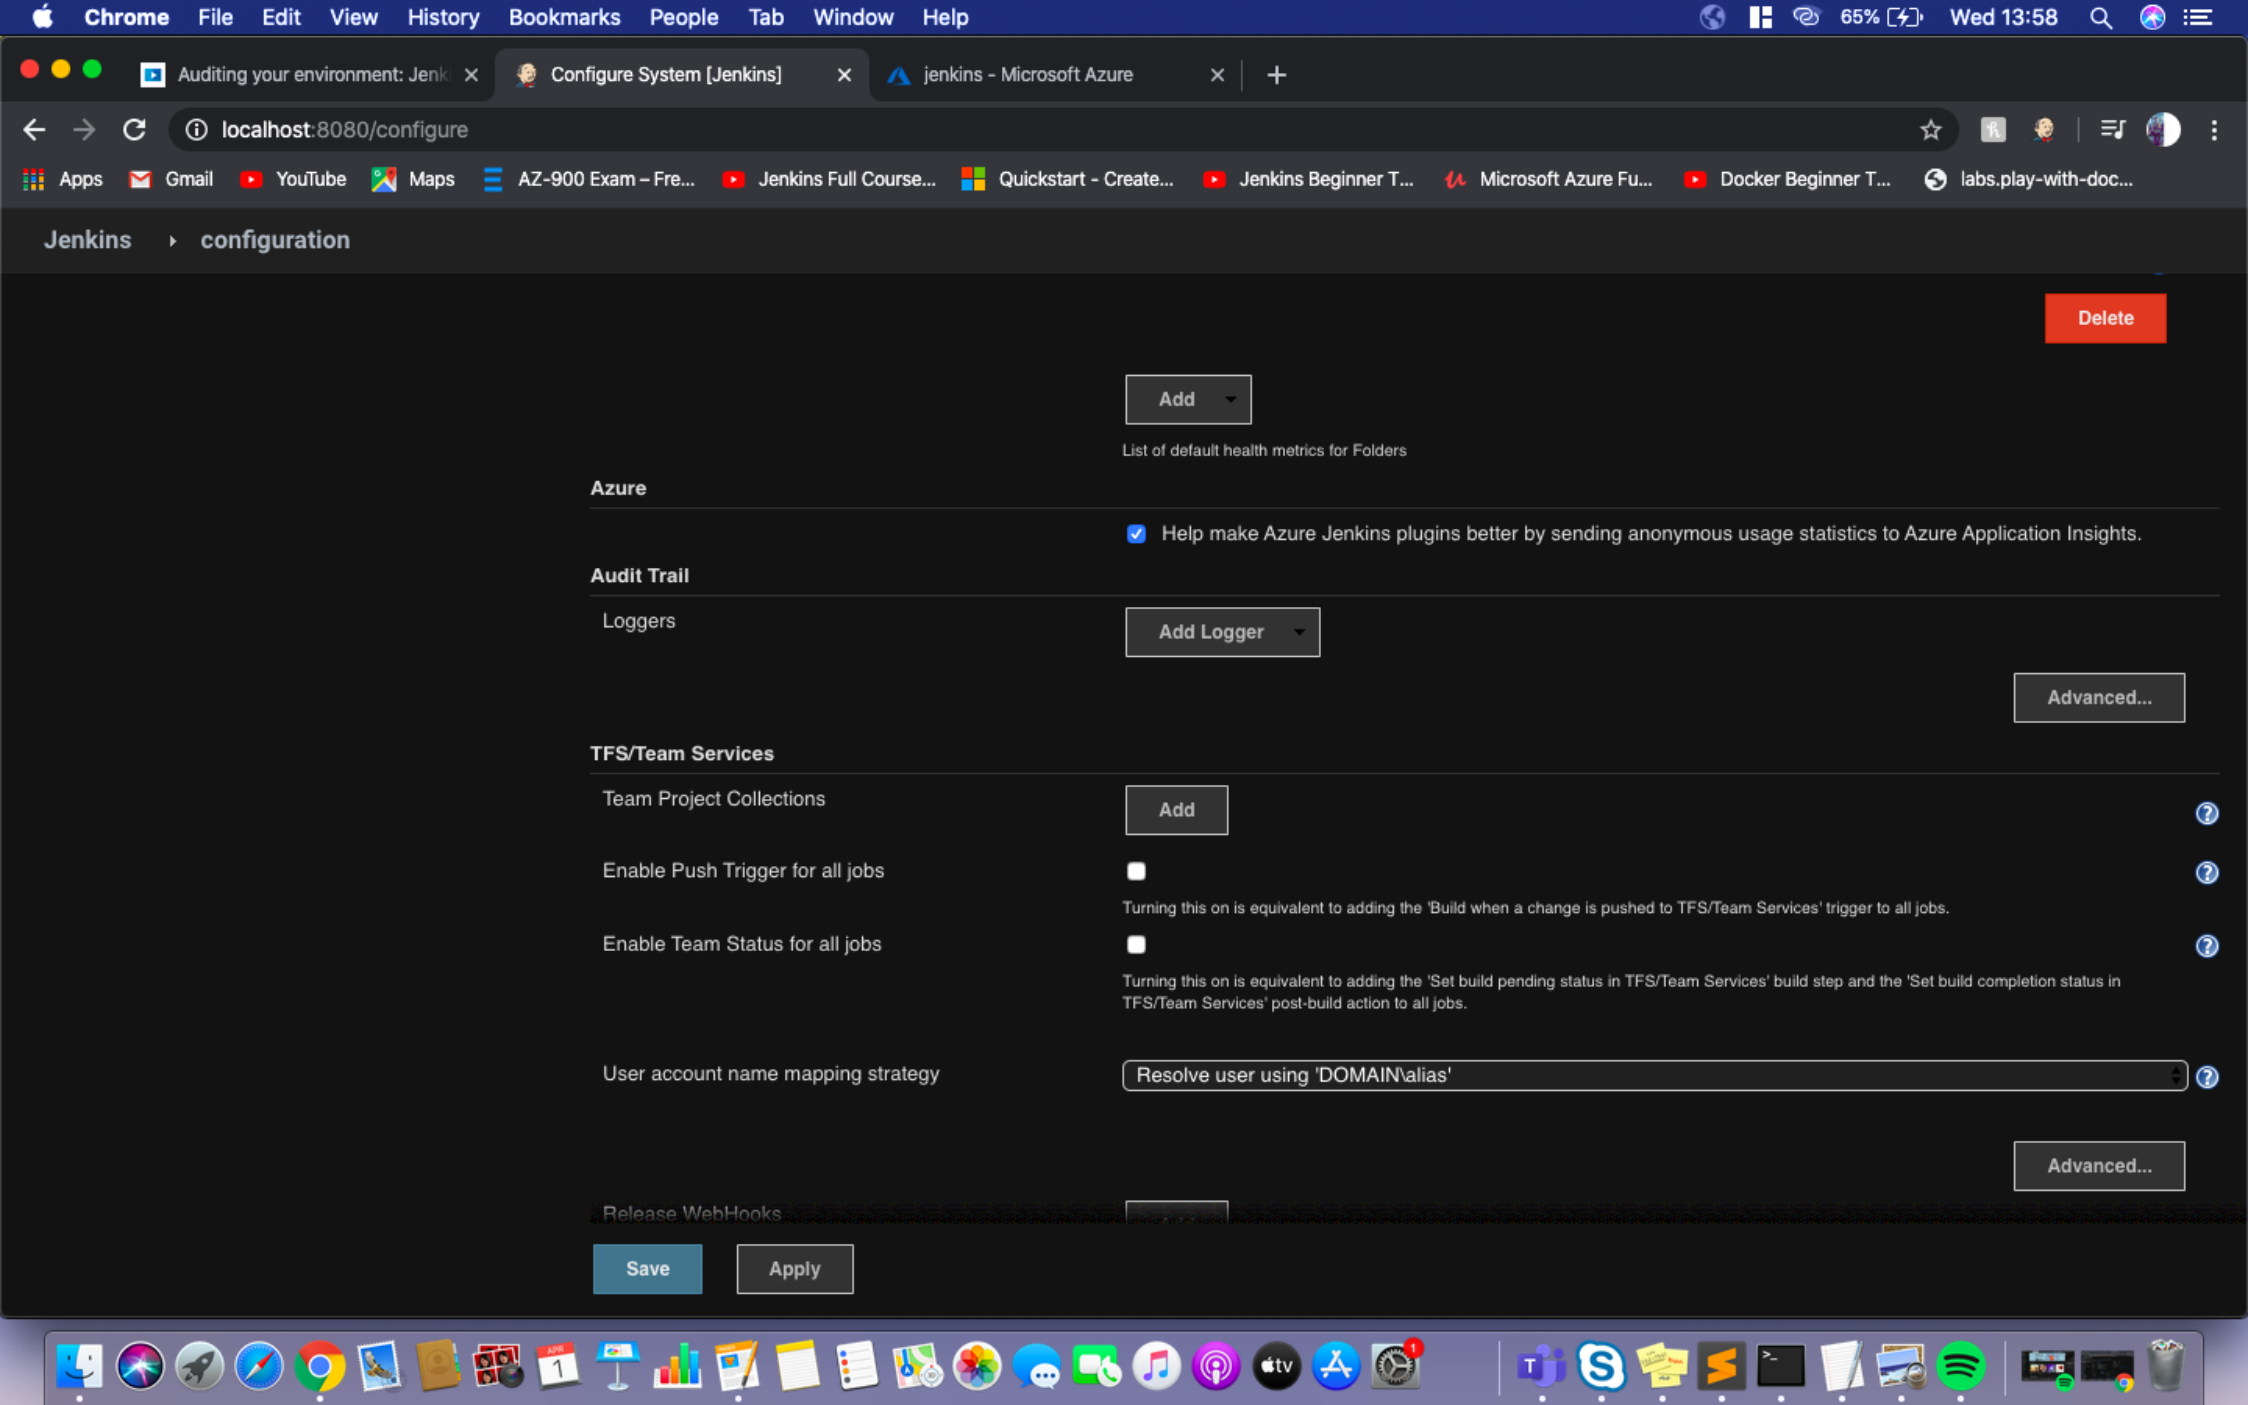 Chrome File Edit View History Bookmarks People Tab Window Help 65% Wed 13:58
Auditing your environment: Jenk Configure System [Jenkins] jenkins - Microsoft Azure
localhost:8080/configure
Apps Gmail YouTube Maps AZ-900 Exam – Fre... Jenkins Full Course... Quickstart - Create... Jenkins Beginner T... Microsoft Azure Fu... Docker Beginner T... labs.play-with-doc...
Jenkins configuration
Delete
Add
List of default health metrics for Folders
Azure
Help make Azure Jenkins plugins better by sending anonymous usage statistics to Azure Application Insights.
Audit Trail
Loggers Add Logger
Advanced...
TFS/Team Services
Team Project Collections Add
Enable Push Trigger for all jobs
Turning this on is equivalent to adding the 'Build when a change is pushed to TFS/Team Services' trigger to all jobs.
Enable Team Status for all jobs
Turning this on is equivalent to adding the 'Set build pending status in TFS/Team Services' build step and the 'Set build completion status in
TFS/Team Services' post-build action to all jobs.
User account name mapping strategy Resolve user using 'DOMAIN\alias'
Advanced...
Release WebHooks
Save Apply
APR
1
tv
1
T
S